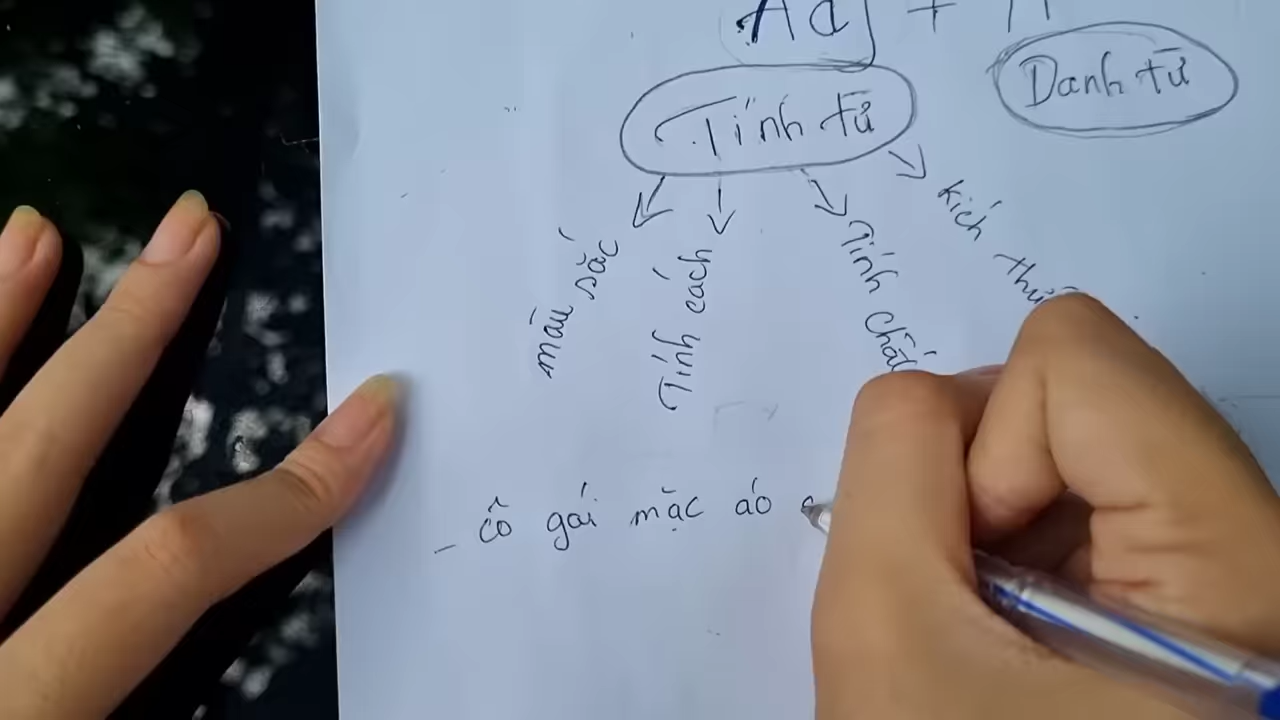 Adj +
Tính từ
Danh từ
màu sắc
Tính cách
Tính chất
kích
- cô gái mặc áo